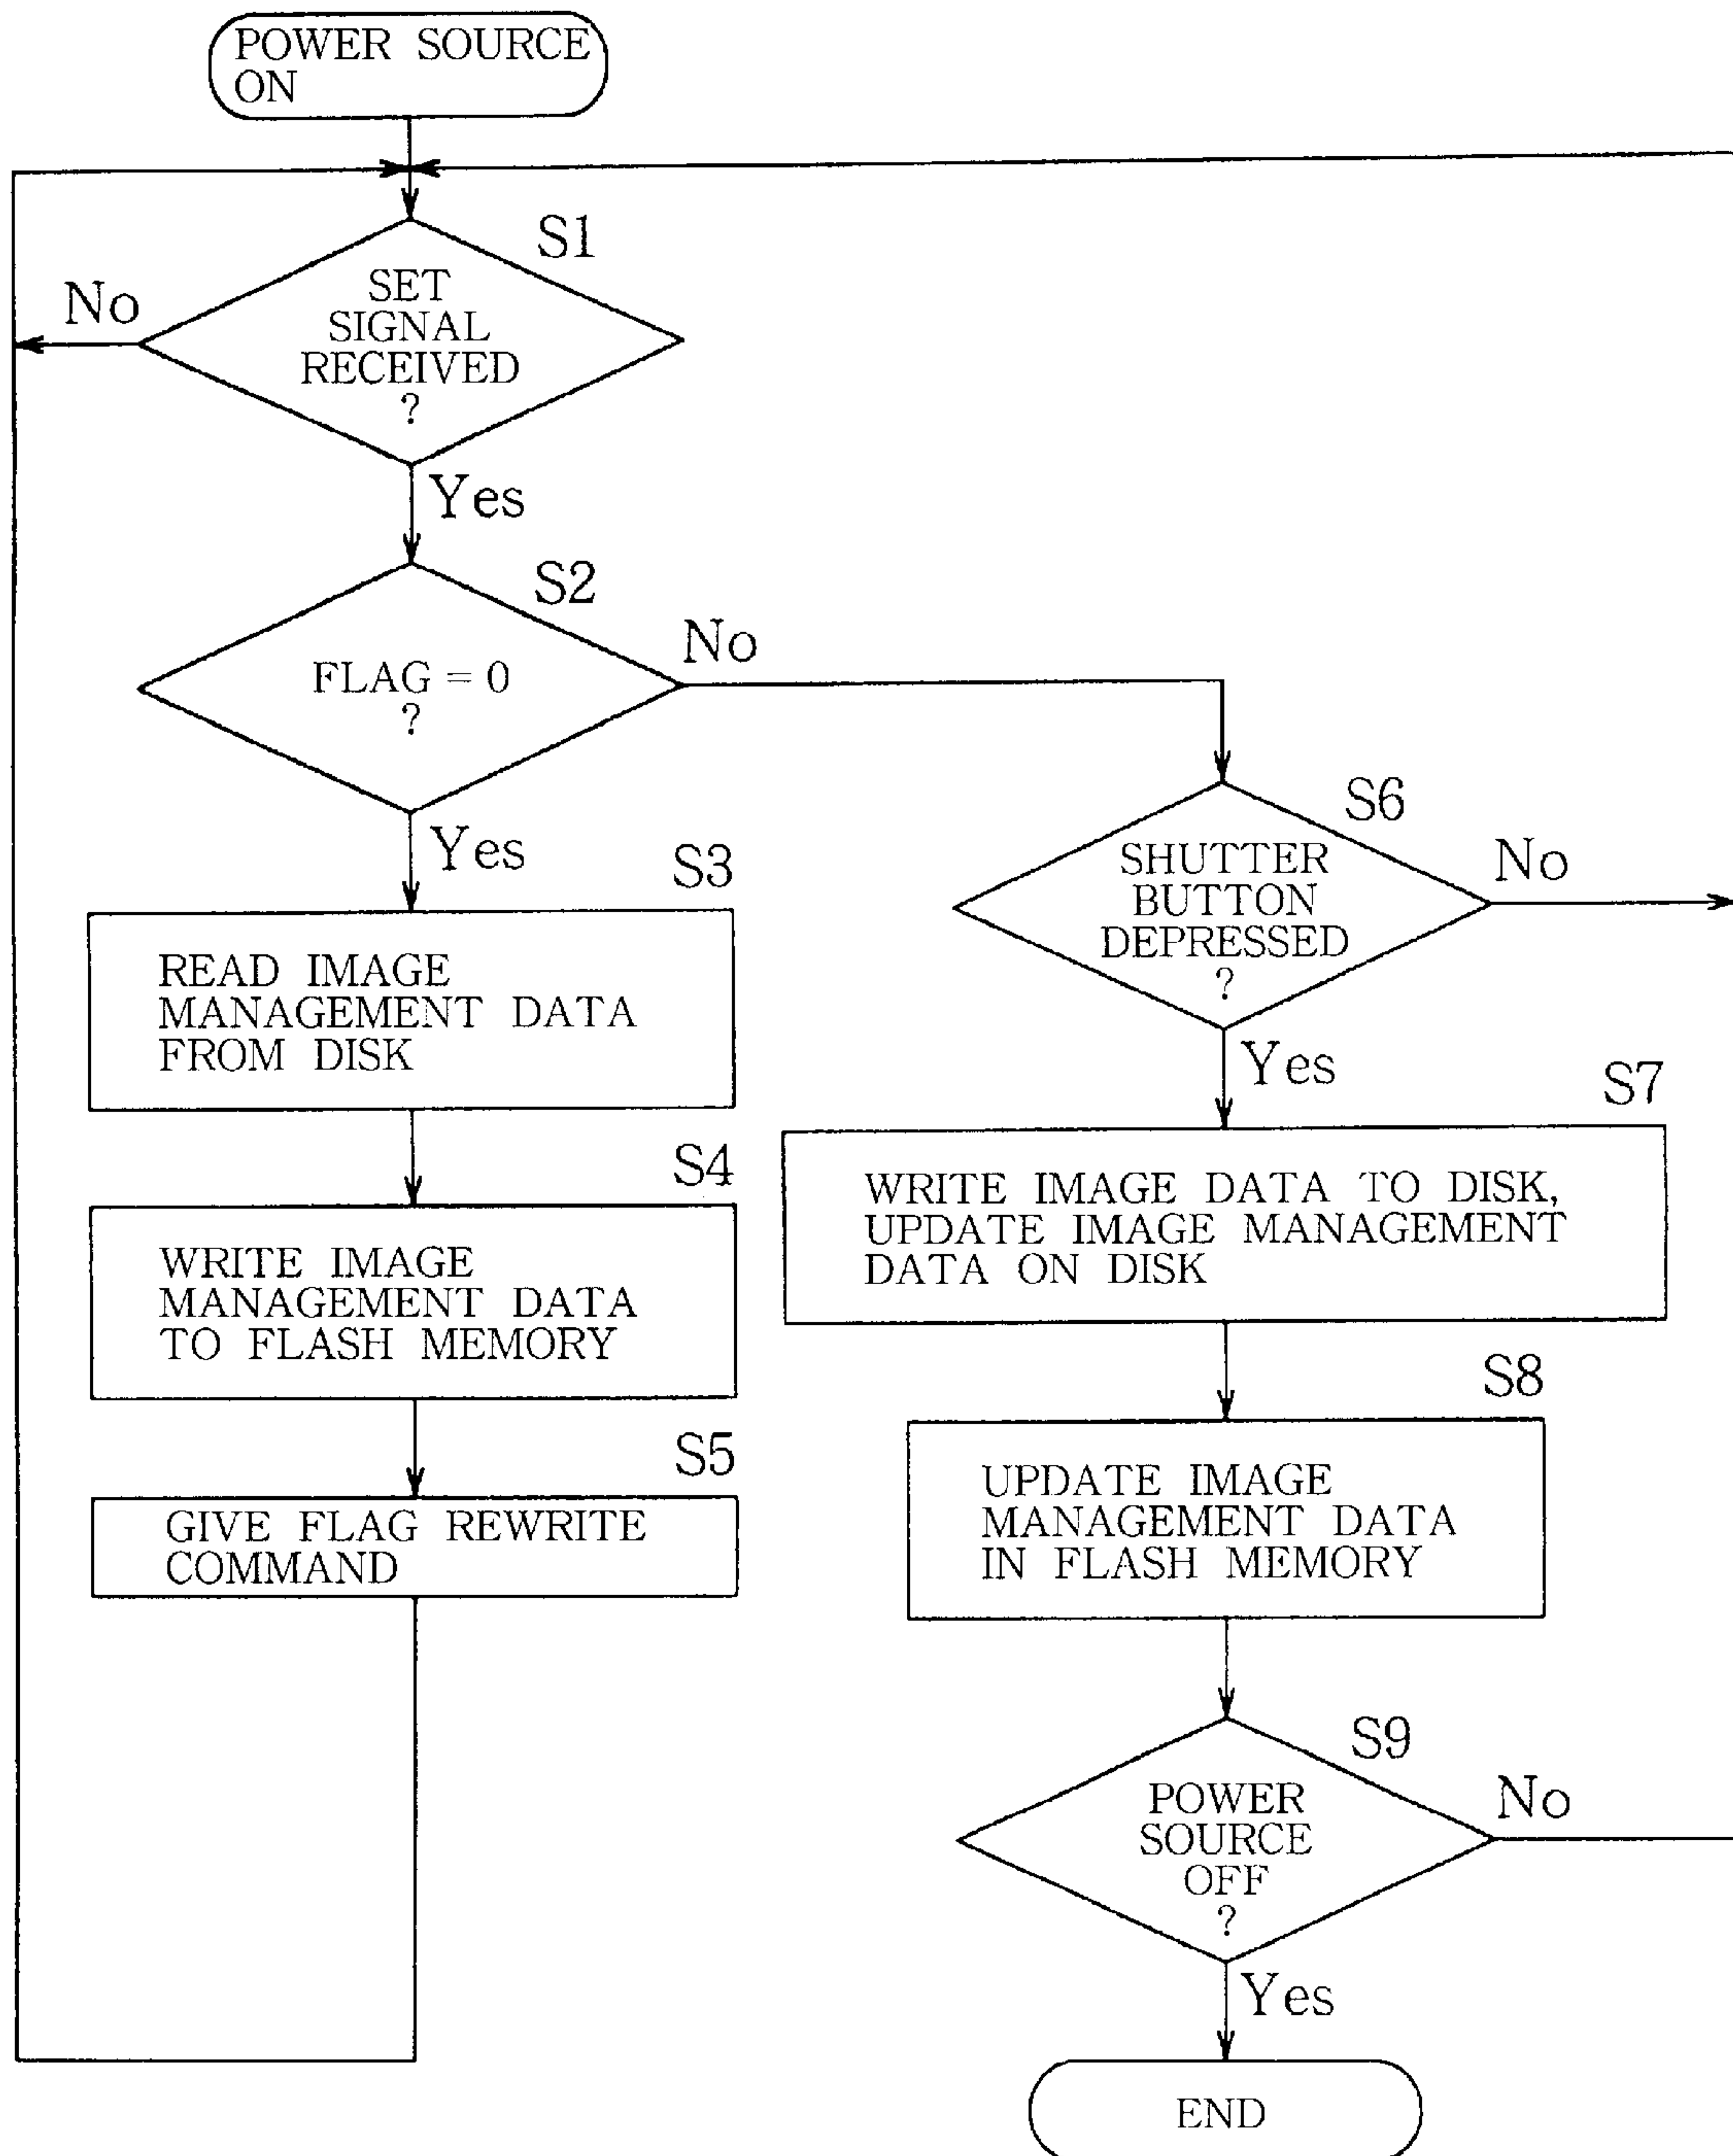 POWER SOURCE
ON
S1
No
SET
SIGNAL
RECEIVED
?
Yes
S2
No
FLAG = 0
?
Yes
S3
READ IMAGE
MANAGEMENT DATA
FROM DISK
S4
WRITE IMAGE
MANAGEMENT DATA
TO FLASH MEMORY
S5
GIVE FLAG REWRITE
COMMAND
S6
SHUTTER
BUTTON
DEPRESSED
?
No
Yes
S7
WRITE IMAGE DATA TO DISK,
UPDATE IMAGE MANAGEMENT
DATA ON DISK
S8
UPDATE IMAGE
MANAGEMENT DATA
IN FLASH MEMORY
S9
POWER
SOURCE
OFF
?
No
Yes
END